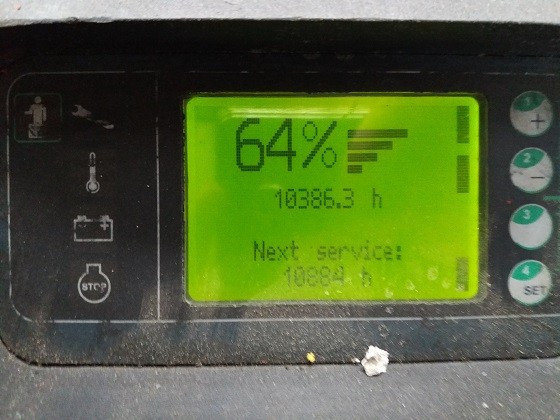 64%
10386.3 h
Next service:
10884 h
1
+
2
−
3
4
SET
STOP